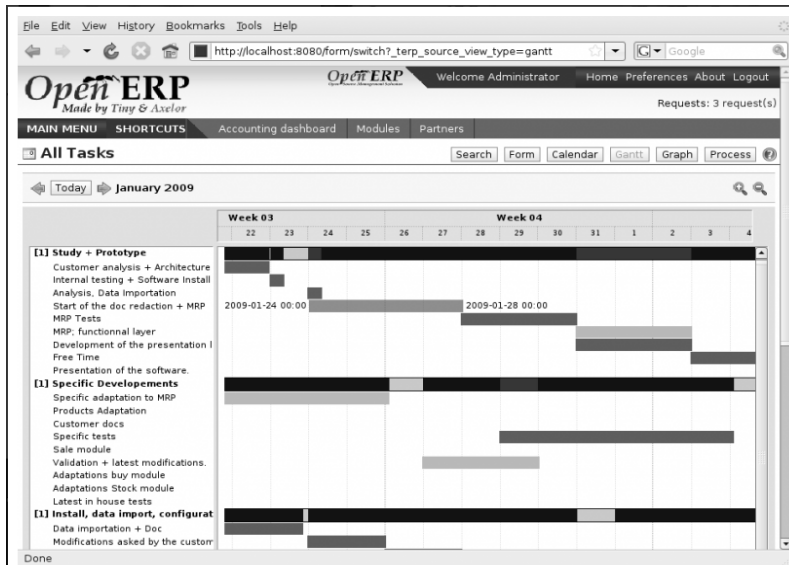 File Edit View History Bookmarks Tools Help
http://localhost:8080/form/switch?_terp_source_view_type=gantt
G Google
Open ERP
Made by Tiny & Axelor
Open ERP
Welcome Administrator
Home Preferences About Logout
Requests: 3 request(s)
MAIN MENU SHORTCUTS Accounting dashboard Modules Partners
All Tasks
Search Form Calendar Gantt Graph Process ?
Today January 2009
Week 03 Week 04
22 23 24 25 26 27 28 29 30 31 1 2 3 4
[1] Study + Prototype
Customer analysis + Architecture
Internal testing + Software Install
Analysis, Data Importation
Start of the doc redaction + MRP 2009-01-24 00:00 2009-01-28 00:00
MRP Tests
MRP; functionnal layer
Development of the presentation l
Free Time
Presentation of the software.
[1] Specific Developements
Specific adaptation to MRP
Products Adaptation
Customer docs
Specific tests
Sale module
Validation + latest modifications.
Adaptations buy module
Adaptations Stock module
Latest in house tests
[1] Install, data import, configurat
Data importation + Doc
Modifications asked by the custom
Done